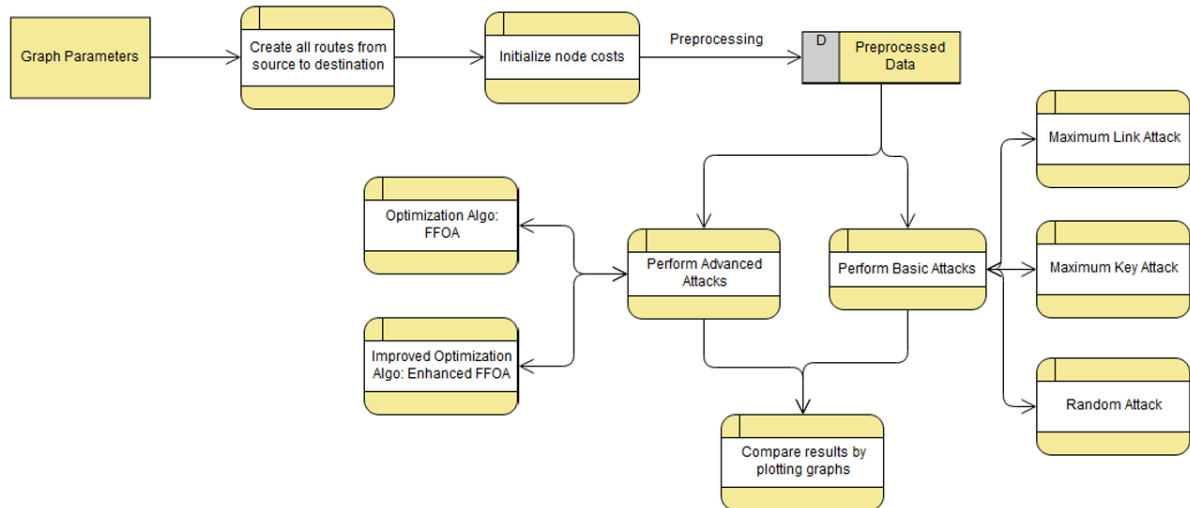 Graph Parameters
Create all routes from
source to destination
Initialize node costs
Preprocessing
D
Preprocessed
Data
Maximum Link Attack
Optimization Algo:
FFOA
Perform Advanced
Attacks
Perform Basic Attacks
Maximum Key Attack
Improved Optimization
Algo: Enhanced FFOA
Random Attack
Compare results by
plotting graphs